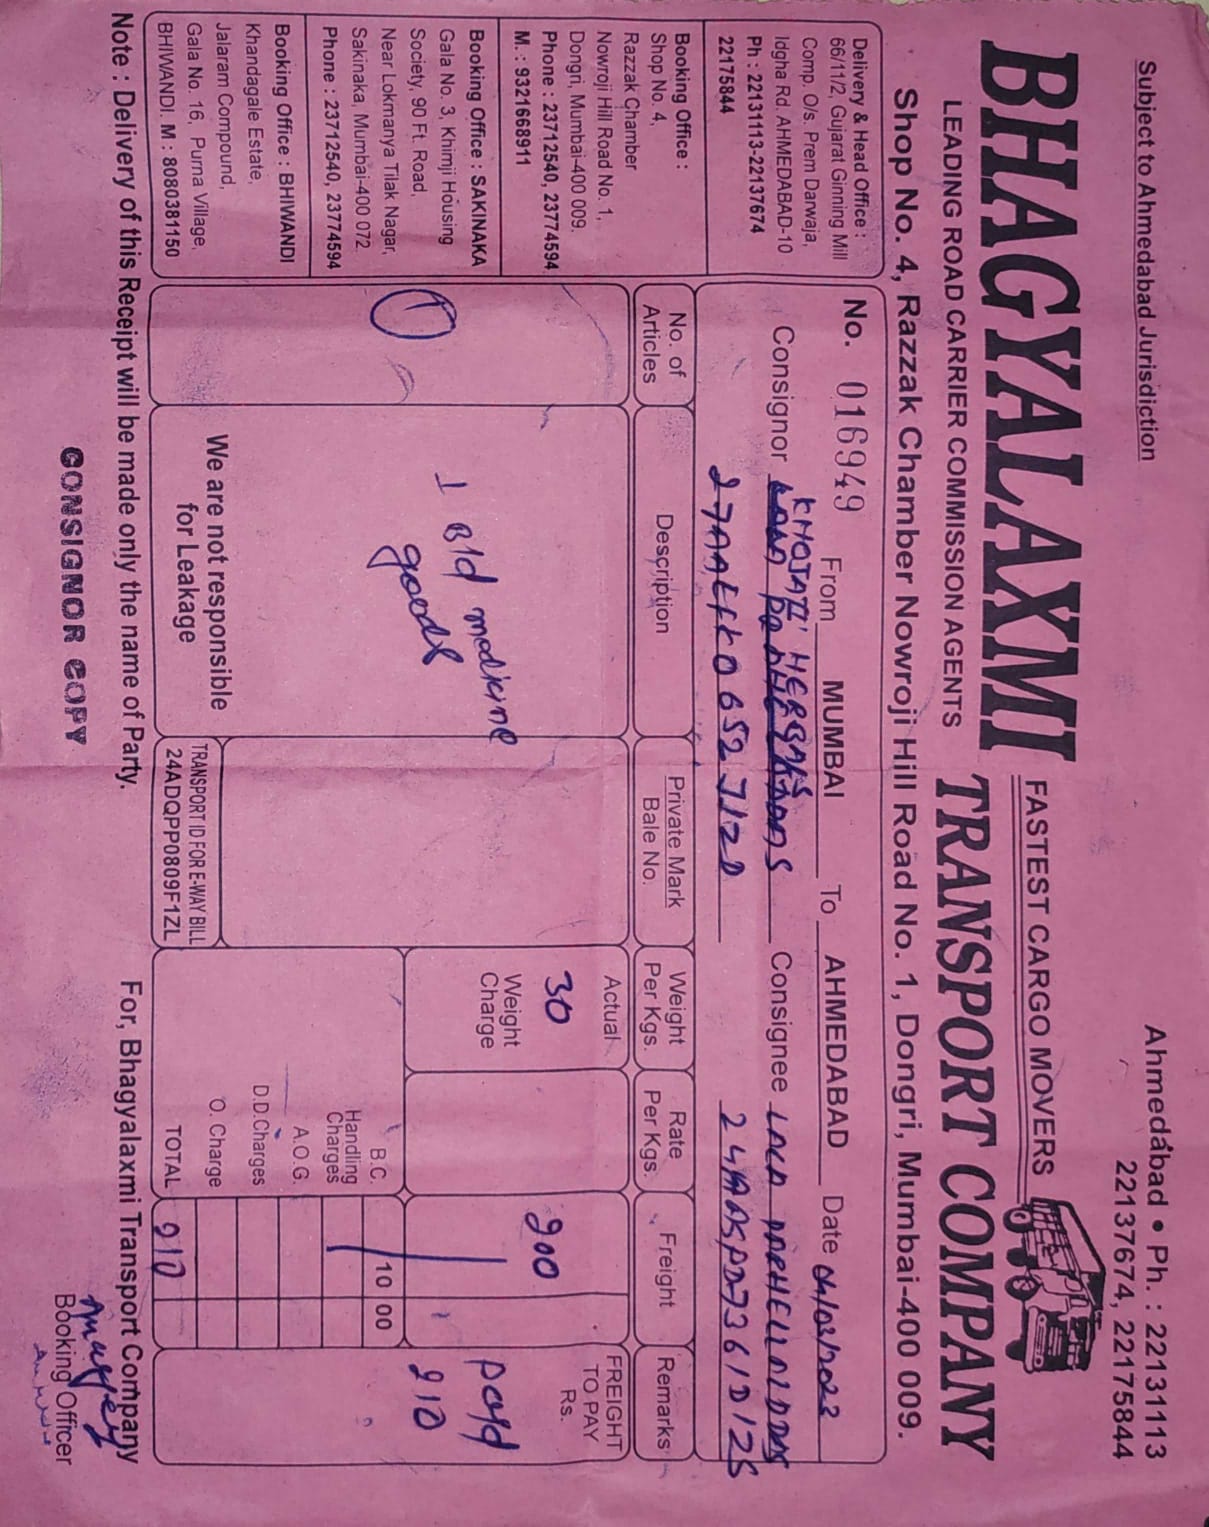 Subject to Ahmedabad Jurisdiction
Ahmedabad • Ph. : 22131113
22137674, 22175844
BHAGYALAXMI
FASTEST CARGO MOVERS
TRANSPORT COMPANY
LEADING ROAD CARRIER COMMISSION AGENTS
Shop No. 4, Razzak Chamber Nowroji Hill Road No. 1, Dongri, Mumbai-400 009.
Delivery & Head Office :
66/11/2, Gujarat Ginning Mill
Comp. O/s. Prem Darwaja,
Idgha Rd. AHMEDABAD-10
Ph : 22131113-22137674
22175844
Booking Office :
Shop No. 4,
Razzak Chamber
Nowroji Hill Road No. 1,
Dongri, Mumbai-400 009.
Phone : 23712540, 23774594
M. : 9321668911
Booking Office : SAKINAKA
Gala No. 3, Khimji Housing
Society, 90 Ft. Road,
Near Lokmanya Tilak Nagar,
Sakinaka, Mumbai-400 072.
Phone : 23712540, 23774594
Booking Office : BHIWANDI
Khandagale Estate,
Jalaram Compound,
Gala No. 16, Purna Village,
BHIWANDI. M : 8080381150
No. 016949 From MUMBAI To AHMEDABAD Date
KHOJATI HERBALS
Consignor Consignee
No. of Articles
Description
Private Mark
Bale No.
Weight Per Kgs.
Rate Per Kgs.
Freight
Remarks
1
1 Bld medicine
goods
Actual
30
Weight Charge
200
FREIGHT TO PAY Rs.
paid
210
B.C. 10 00
Handling Charges
A.O.G.
D.D.Charges
O. Charge
TOTAL 210
We are not responsible
for Leakage
TRANSPORT ID FOR E-WAY BILL
24ADQPP0809F1ZL
Note : Delivery of this Receipt will be made only the name of Party.
For, Bhagyalaxmi Transport Company
Booking Officer
CONSIGNOR COPY